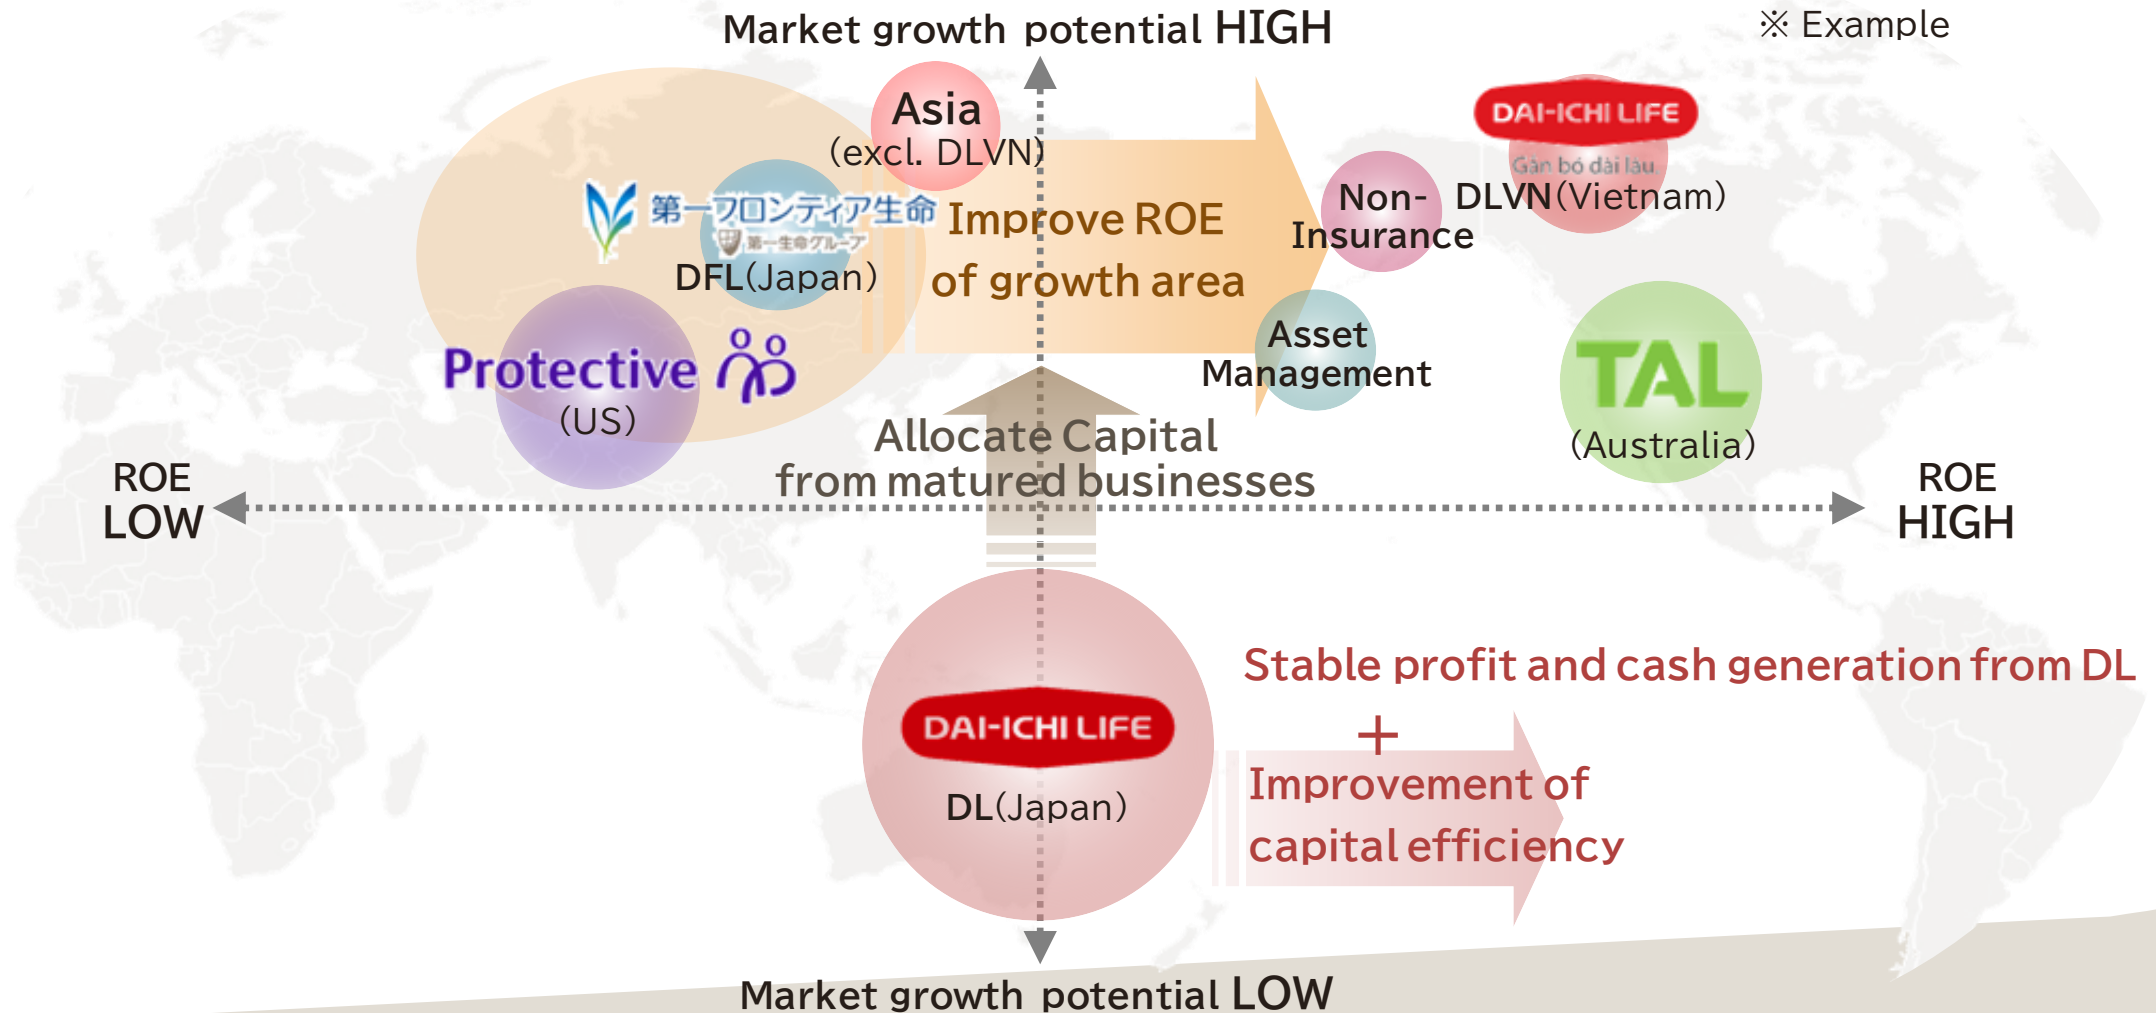 Market growth potential HIGH
※ Example
Asia
(excl. DLVN)
DAI-ICHI LIFE
Gắn bó dài lâu.
DLVN(Vietnam)
Non-
Insurance
第一フロンティア生命
第一生命グループ
DFL(Japan)
Improve ROE
of growth area
Protective
(US)
Asset
Management
TAL
(Australia)
Allocate Capital
from matured businesses
ROE
LOW
ROE
HIGH
DAI-ICHI LIFE
DL(Japan)
Stable profit and cash generation from DL
+
Improvement of
capital efficiency
Market growth potential LOW